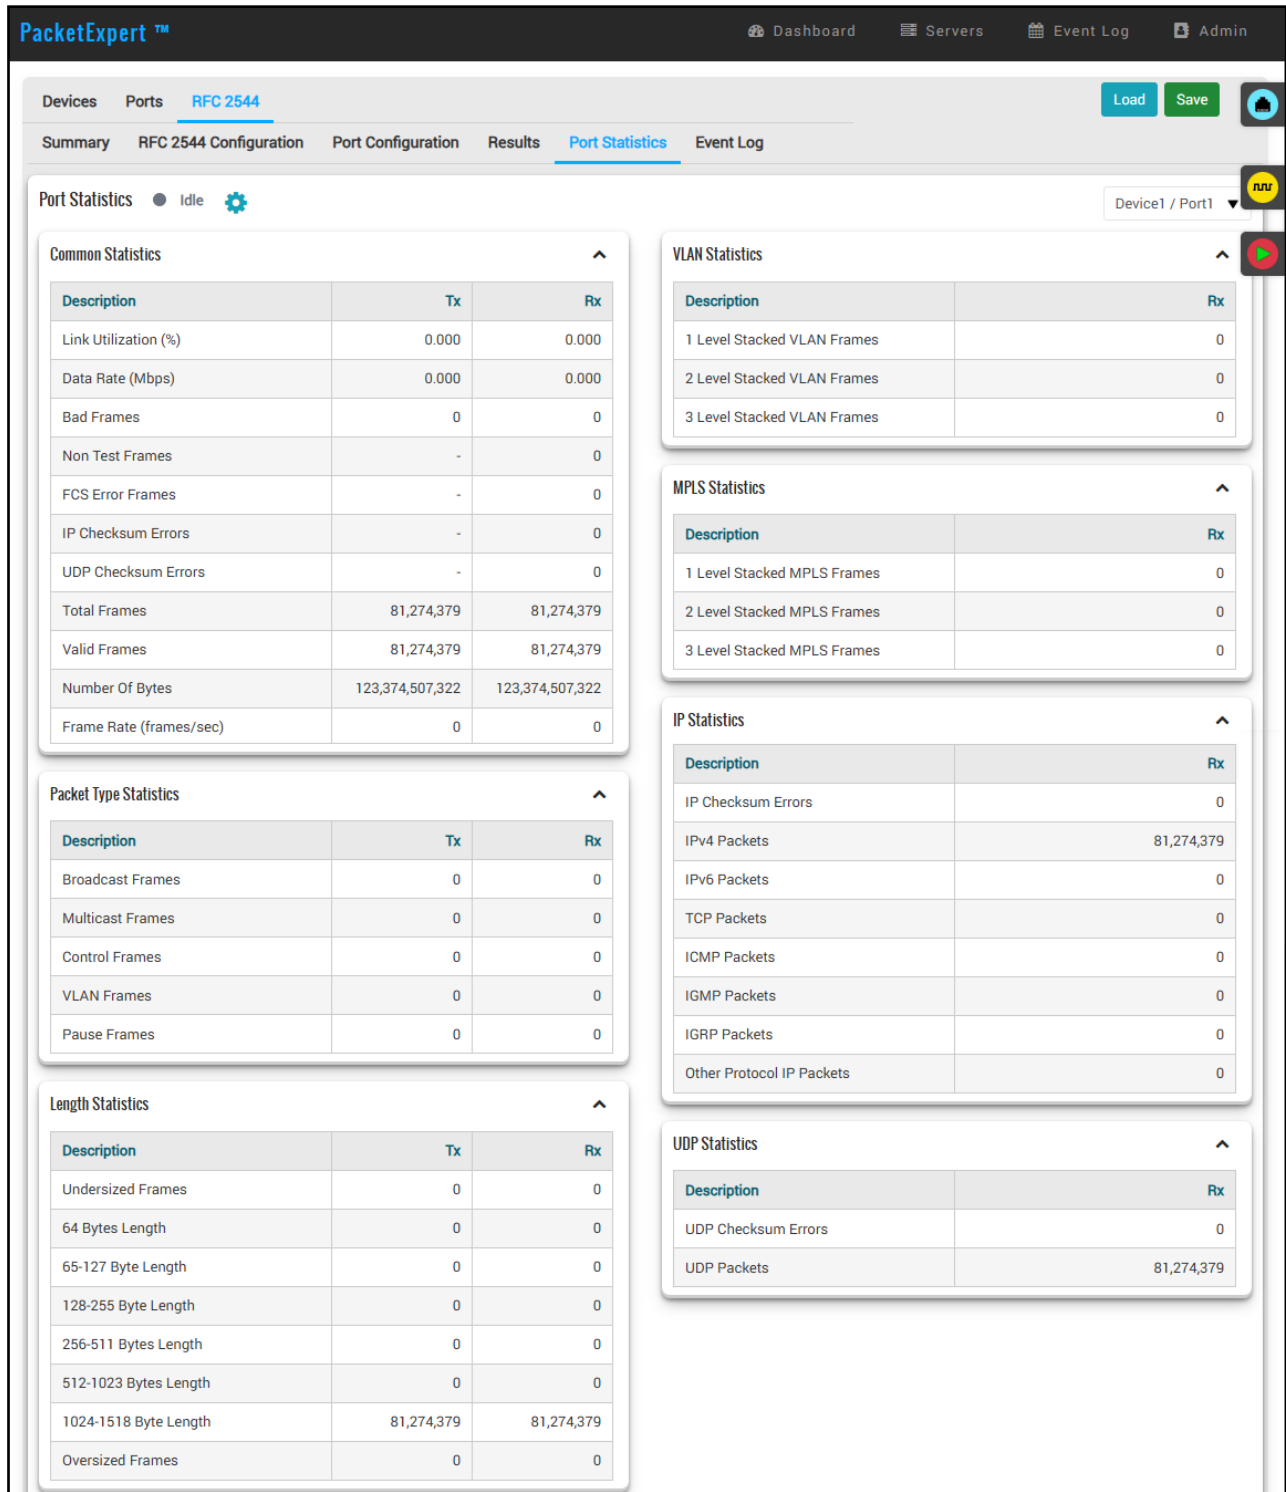 PacketExpert ™ Dashboard Servers Event Log Admin
Devices Ports RFC 2544 Load Save
Summary RFC 2544 Configuration Port Configuration Results Port Statistics Event Log
Port Statistics Idle Device1 / Port1
Common Statistics
Description Tx Rx
Link Utilization (%) 0.000 0.000
Data Rate (Mbps) 0.000 0.000
Bad Frames 0 0
Non Test Frames - 0
FCS Error Frames - 0
IP Checksum Errors - 0
UDP Checksum Errors - 0
Total Frames 81,274,379 81,274,379
Valid Frames 81,274,379 81,274,379
Number Of Bytes 123,374,507,322 123,374,507,322
Frame Rate (frames/sec) 0 0
Packet Type Statistics
Description Tx Rx
Broadcast Frames 0 0
Multicast Frames 0 0
Control Frames 0 0
VLAN Frames 0 0
Pause Frames 0 0
Length Statistics
Description Tx Rx
Undersized Frames 0 0
64 Bytes Length 0 0
65-127 Byte Length 0 0
128-255 Byte Length 0 0
256-511 Bytes Length 0 0
512-1023 Bytes Length 0 0
1024-1518 Byte Length 81,274,379 81,274,379
Oversized Frames 0 0
VLAN Statistics
Description Rx
1 Level Stacked VLAN Frames 0
2 Level Stacked VLAN Frames 0
3 Level Stacked VLAN Frames 0
MPLS Statistics
Description Rx
1 Level Stacked MPLS Frames 0
2 Level Stacked MPLS Frames 0
3 Level Stacked MPLS Frames 0
IP Statistics
Description Rx
IP Checksum Errors 0
IPv4 Packets 81,274,379
IPv6 Packets 0
TCP Packets 0
ICMP Packets 0
IGMP Packets 0
IGRP Packets 0
Other Protocol IP Packets 0
UDP Statistics
Description Rx
UDP Checksum Errors 0
UDP Packets 81,274,379